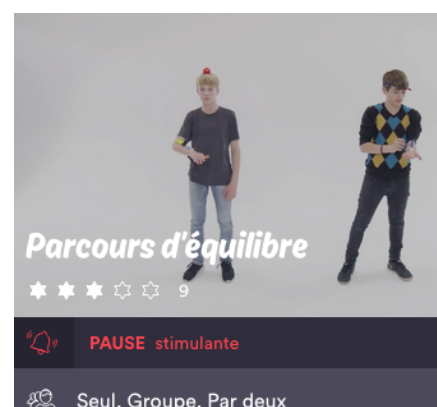 Parcours d'équilibre
9
PAUSE stimulante
Seul, Groupe, Par deux